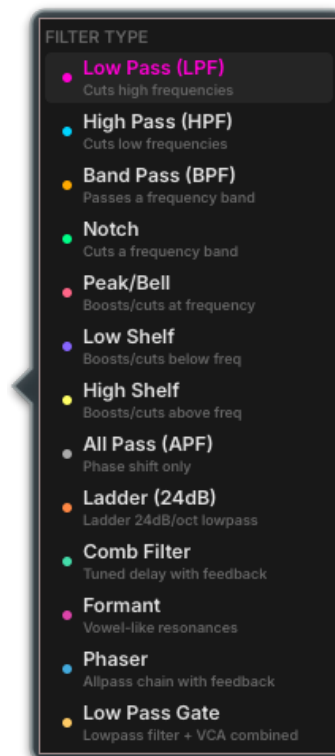 FILTER TYPE
Low Pass (LPF)
Cuts high frequencies
High Pass (HPF)
Cuts low frequencies
Band Pass (BPF)
Passes a frequency band
Notch
Cuts a frequency band
Peak/Bell
Boosts/cuts at frequency
Low Shelf
Boosts/cuts below freq
High Shelf
Boosts/cuts above freq
All Pass (APF)
Phase shift only
Ladder (24dB)
Ladder 24dB/oct lowpass
Comb Filter
Tuned delay with feedback
Formant
Vowel-like resonances
Phaser
Allpass chain with feedback
Low Pass Gate
Lowpass filter + VCA combined